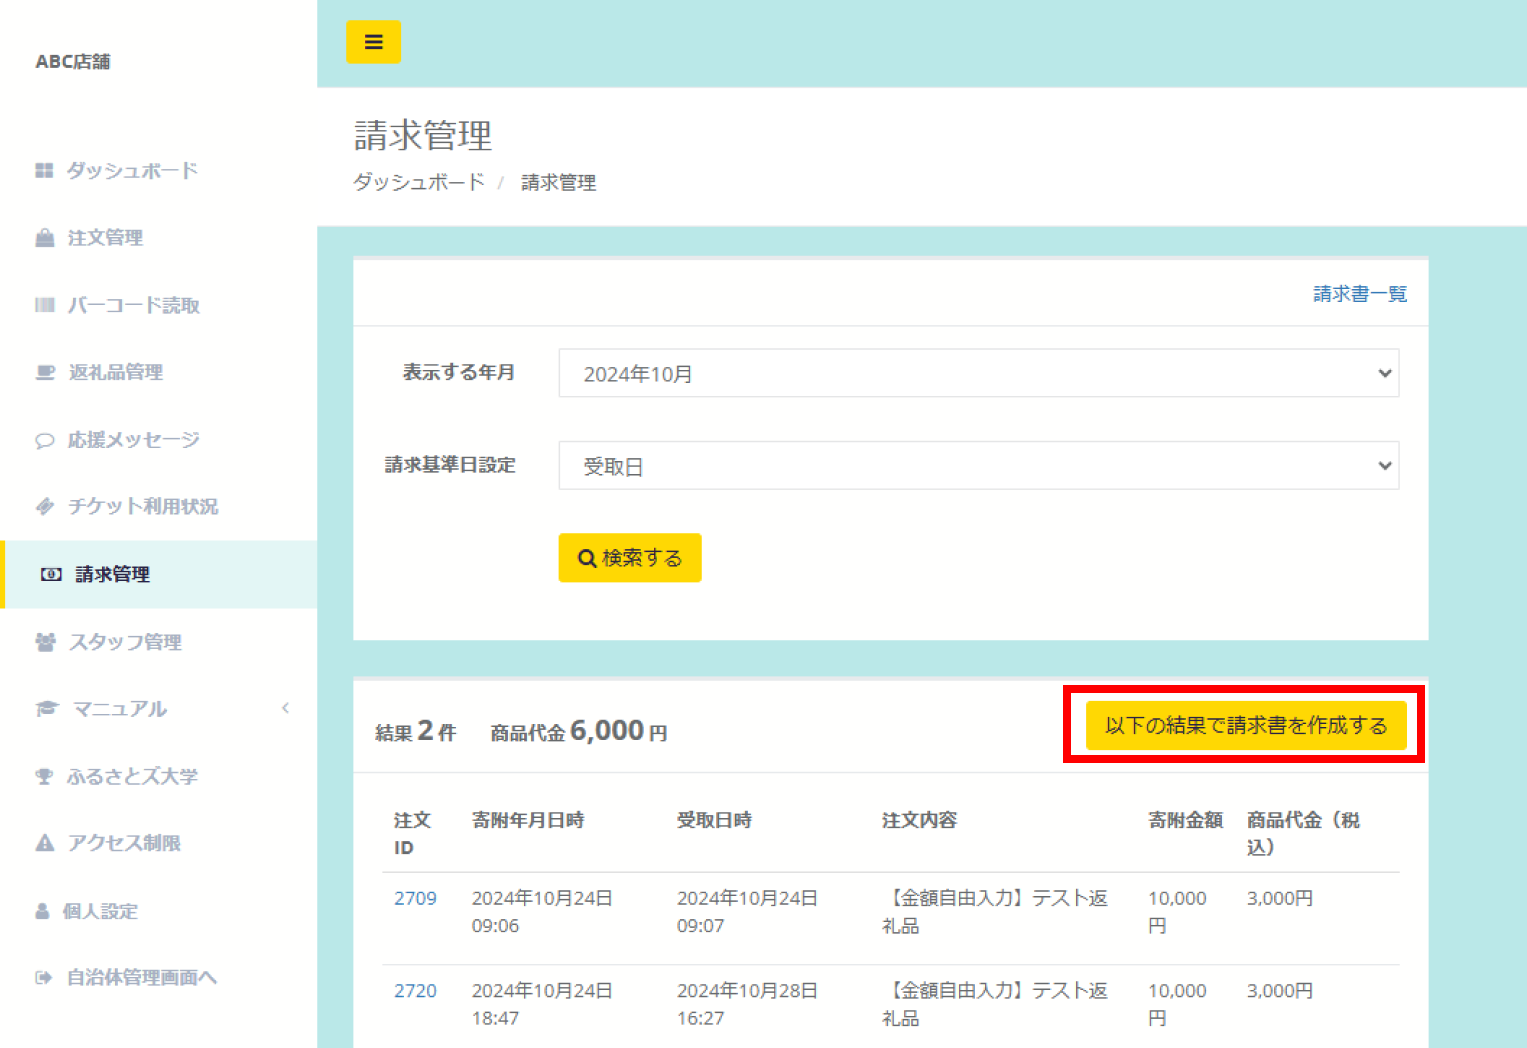 ABC店舗
ダッシュボード
注文管理
バーコード読取
返礼品管理
応援メッセージ
チケット利用状況
請求管理
スタッフ管理
マニュアル
ふるさとズ大学
アクセス制限
個人設定
自治体管理画面へ
請求管理
ダッシュボード / 請求管理
請求書一覧
表示する年月 2024年10月
請求基準日設定 受取日
検索する
結果 2 件 商品代金 6,000 円 以下の結果で請求書を作成する
注文 寄附年月日時 受取日時 注文内容 寄附金額 商品代金（税
ID 込）
2709 2024年10月24日 2024年10月24日 【金額自由入力】テスト返 10,000 3,000円
09:06 09:07 礼品 円
2720 2024年10月24日 2024年10月28日 【金額自由入力】テスト返 10,000 3,000円
18:47 16:27 礼品 円